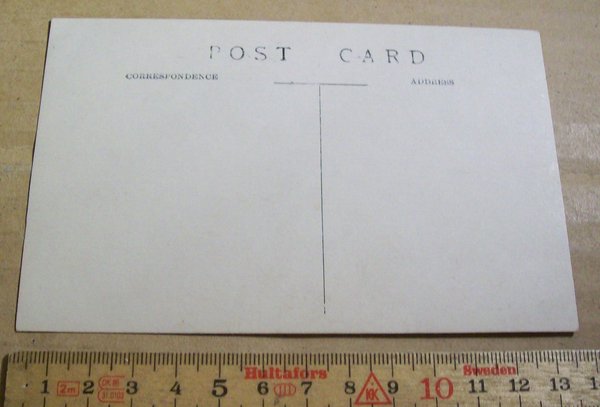 POST CARD
CORRESPONDENCE ADDRESS
Hultafors Sweden
1 2m 2 3 4 5 6 7 8 9 10 11 12 13